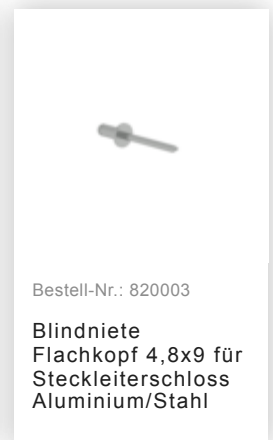 Bestell-Nr.: 820003
Blindniete
Flachkopf 4,8x9 für
Steckleiterschloss
Aluminium/Stahl